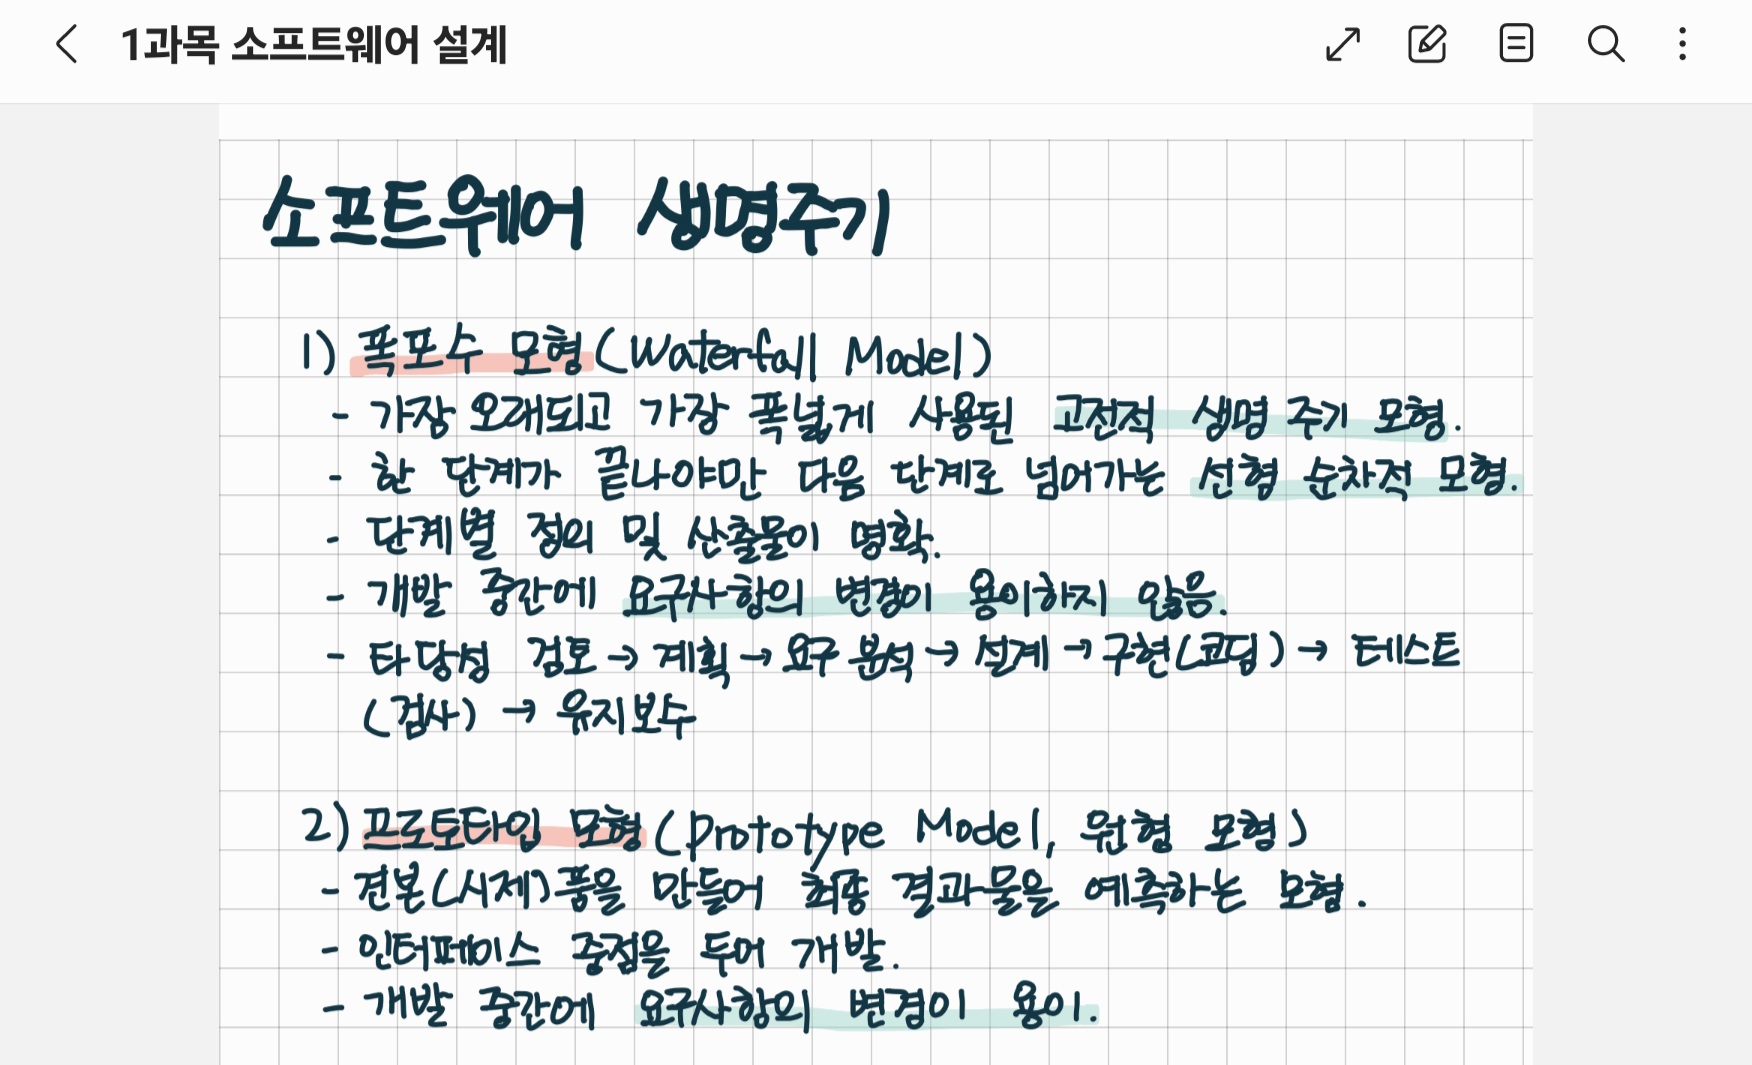 1과목 소프트웨어 설계
소프트웨어 생명주기
1) 폭포수 모형(Waterfall Model)
- 가장 오래되고 가장 폭넓게 사용된 고전적 생명 주기 모형.
- 한 단계가 끝나야만 다음 단계로 넘어가는 선형 순차적 모형.
- 단계별 정의 및 산출물이 명확.
- 개발 중간에 요구사항의 변경이 용이하지 않음.
- 타당성 검토 → 계획 → 요구 분석 → 설계 → 구현(코딩) → 테스트
(검사) → 유지보수
2) 프로토타입 모형(Prototype Model, 원형 모형)
- 견본(시제)품을 만들어 최종 결과물을 예측하는 모형.
- 인터페이스 중점을 두어 개발.
- 개발 중간에 요구사항의 변경이 용이.